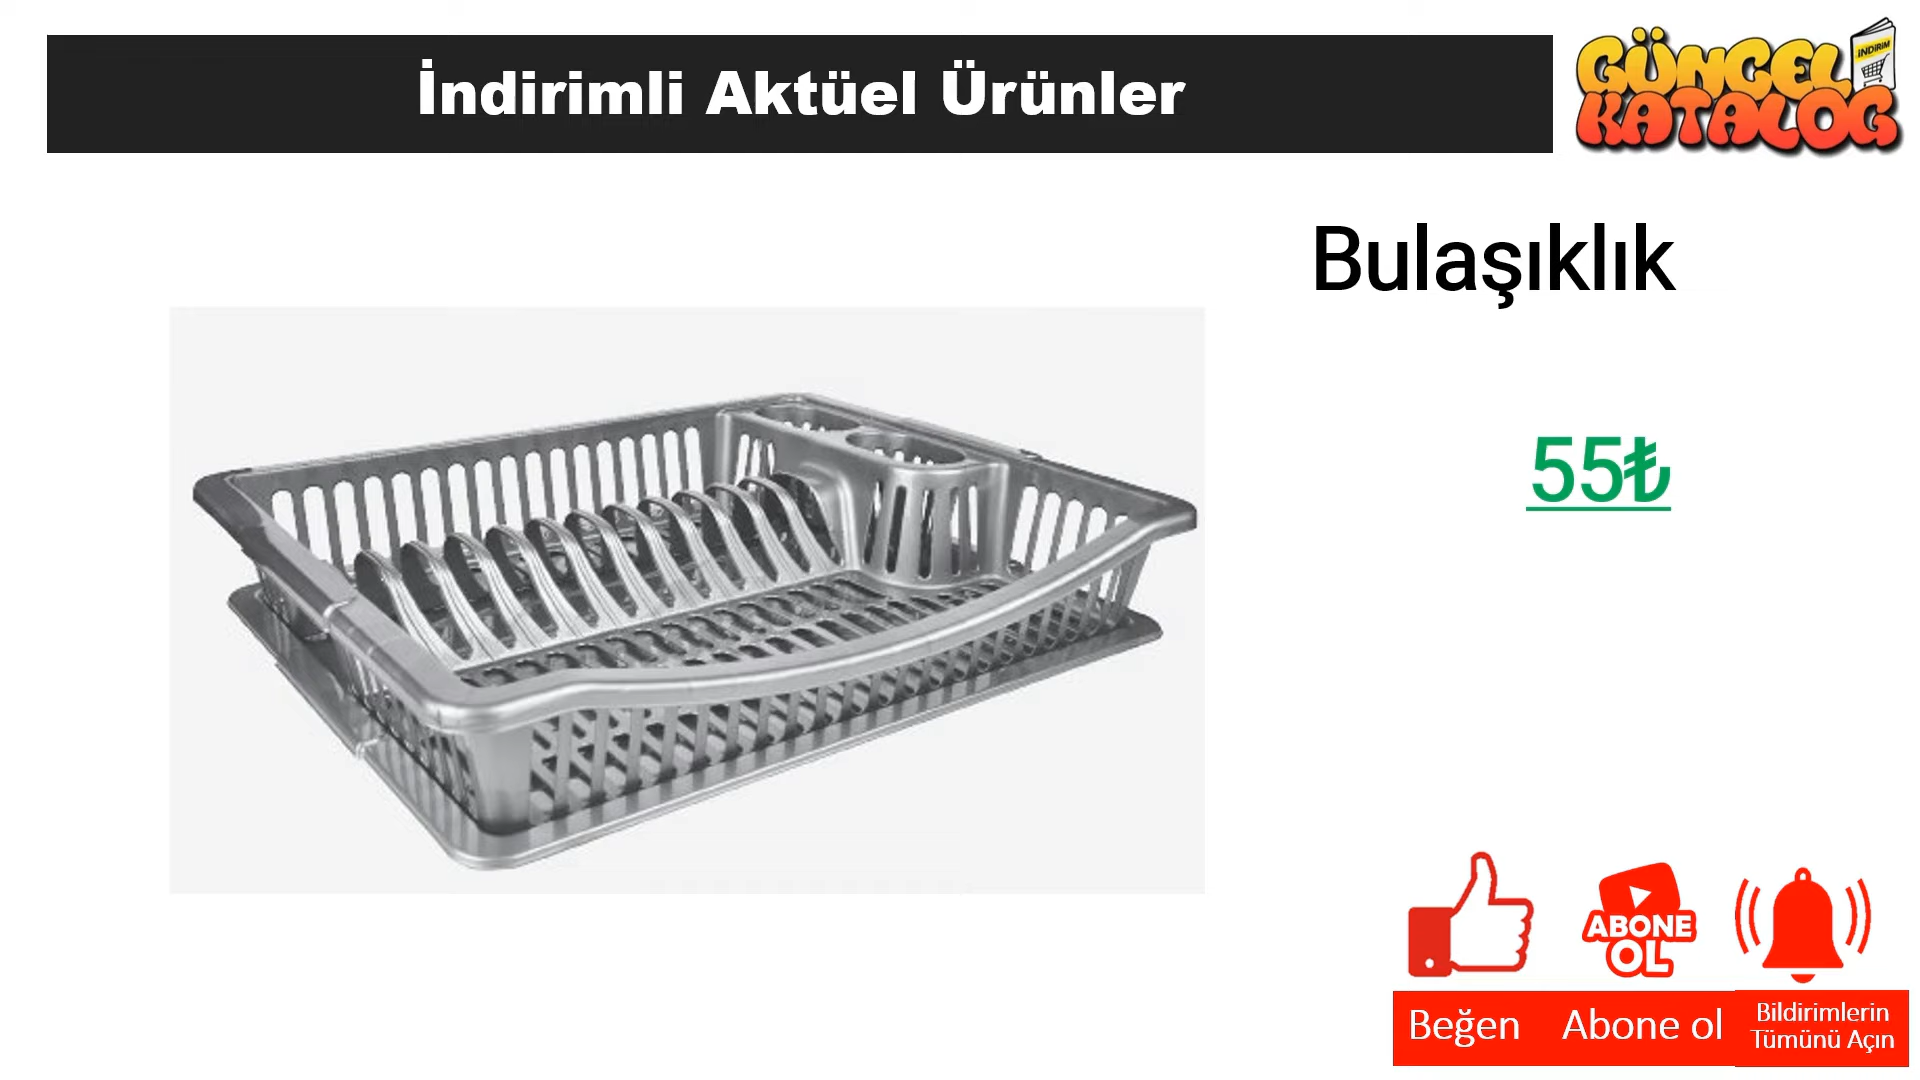 İndirimli Aktüel Ürünler
GÜNCEL
KATALOG
İNDİRİM
Bulaşıklık
55₺
ABONE
OL
Beğen
Abone ol
Bildirimlerin
Tümünü Açın